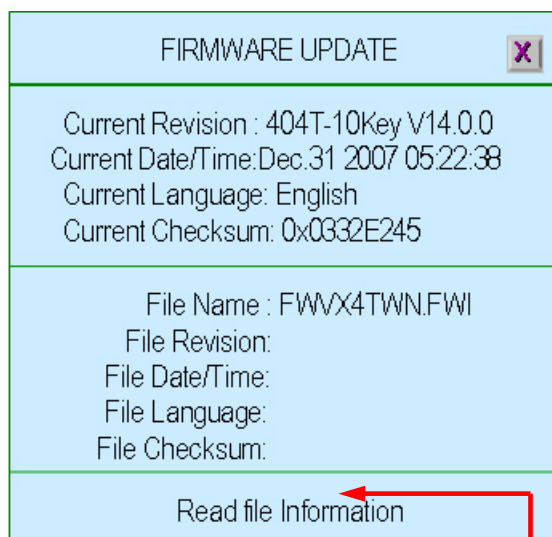 FIRMWARE UPDATE
X
Current Revision : 404T-10Key V14.0.0
Current Date/Time:Dec.31 2007 05:22:38
Current Language: English
Current Checksum: 0x0332E245
File Name : FWVX4TWN.FWI
File Revision:
File Date/Time:
File Language:
File Checksum:
Read file Information